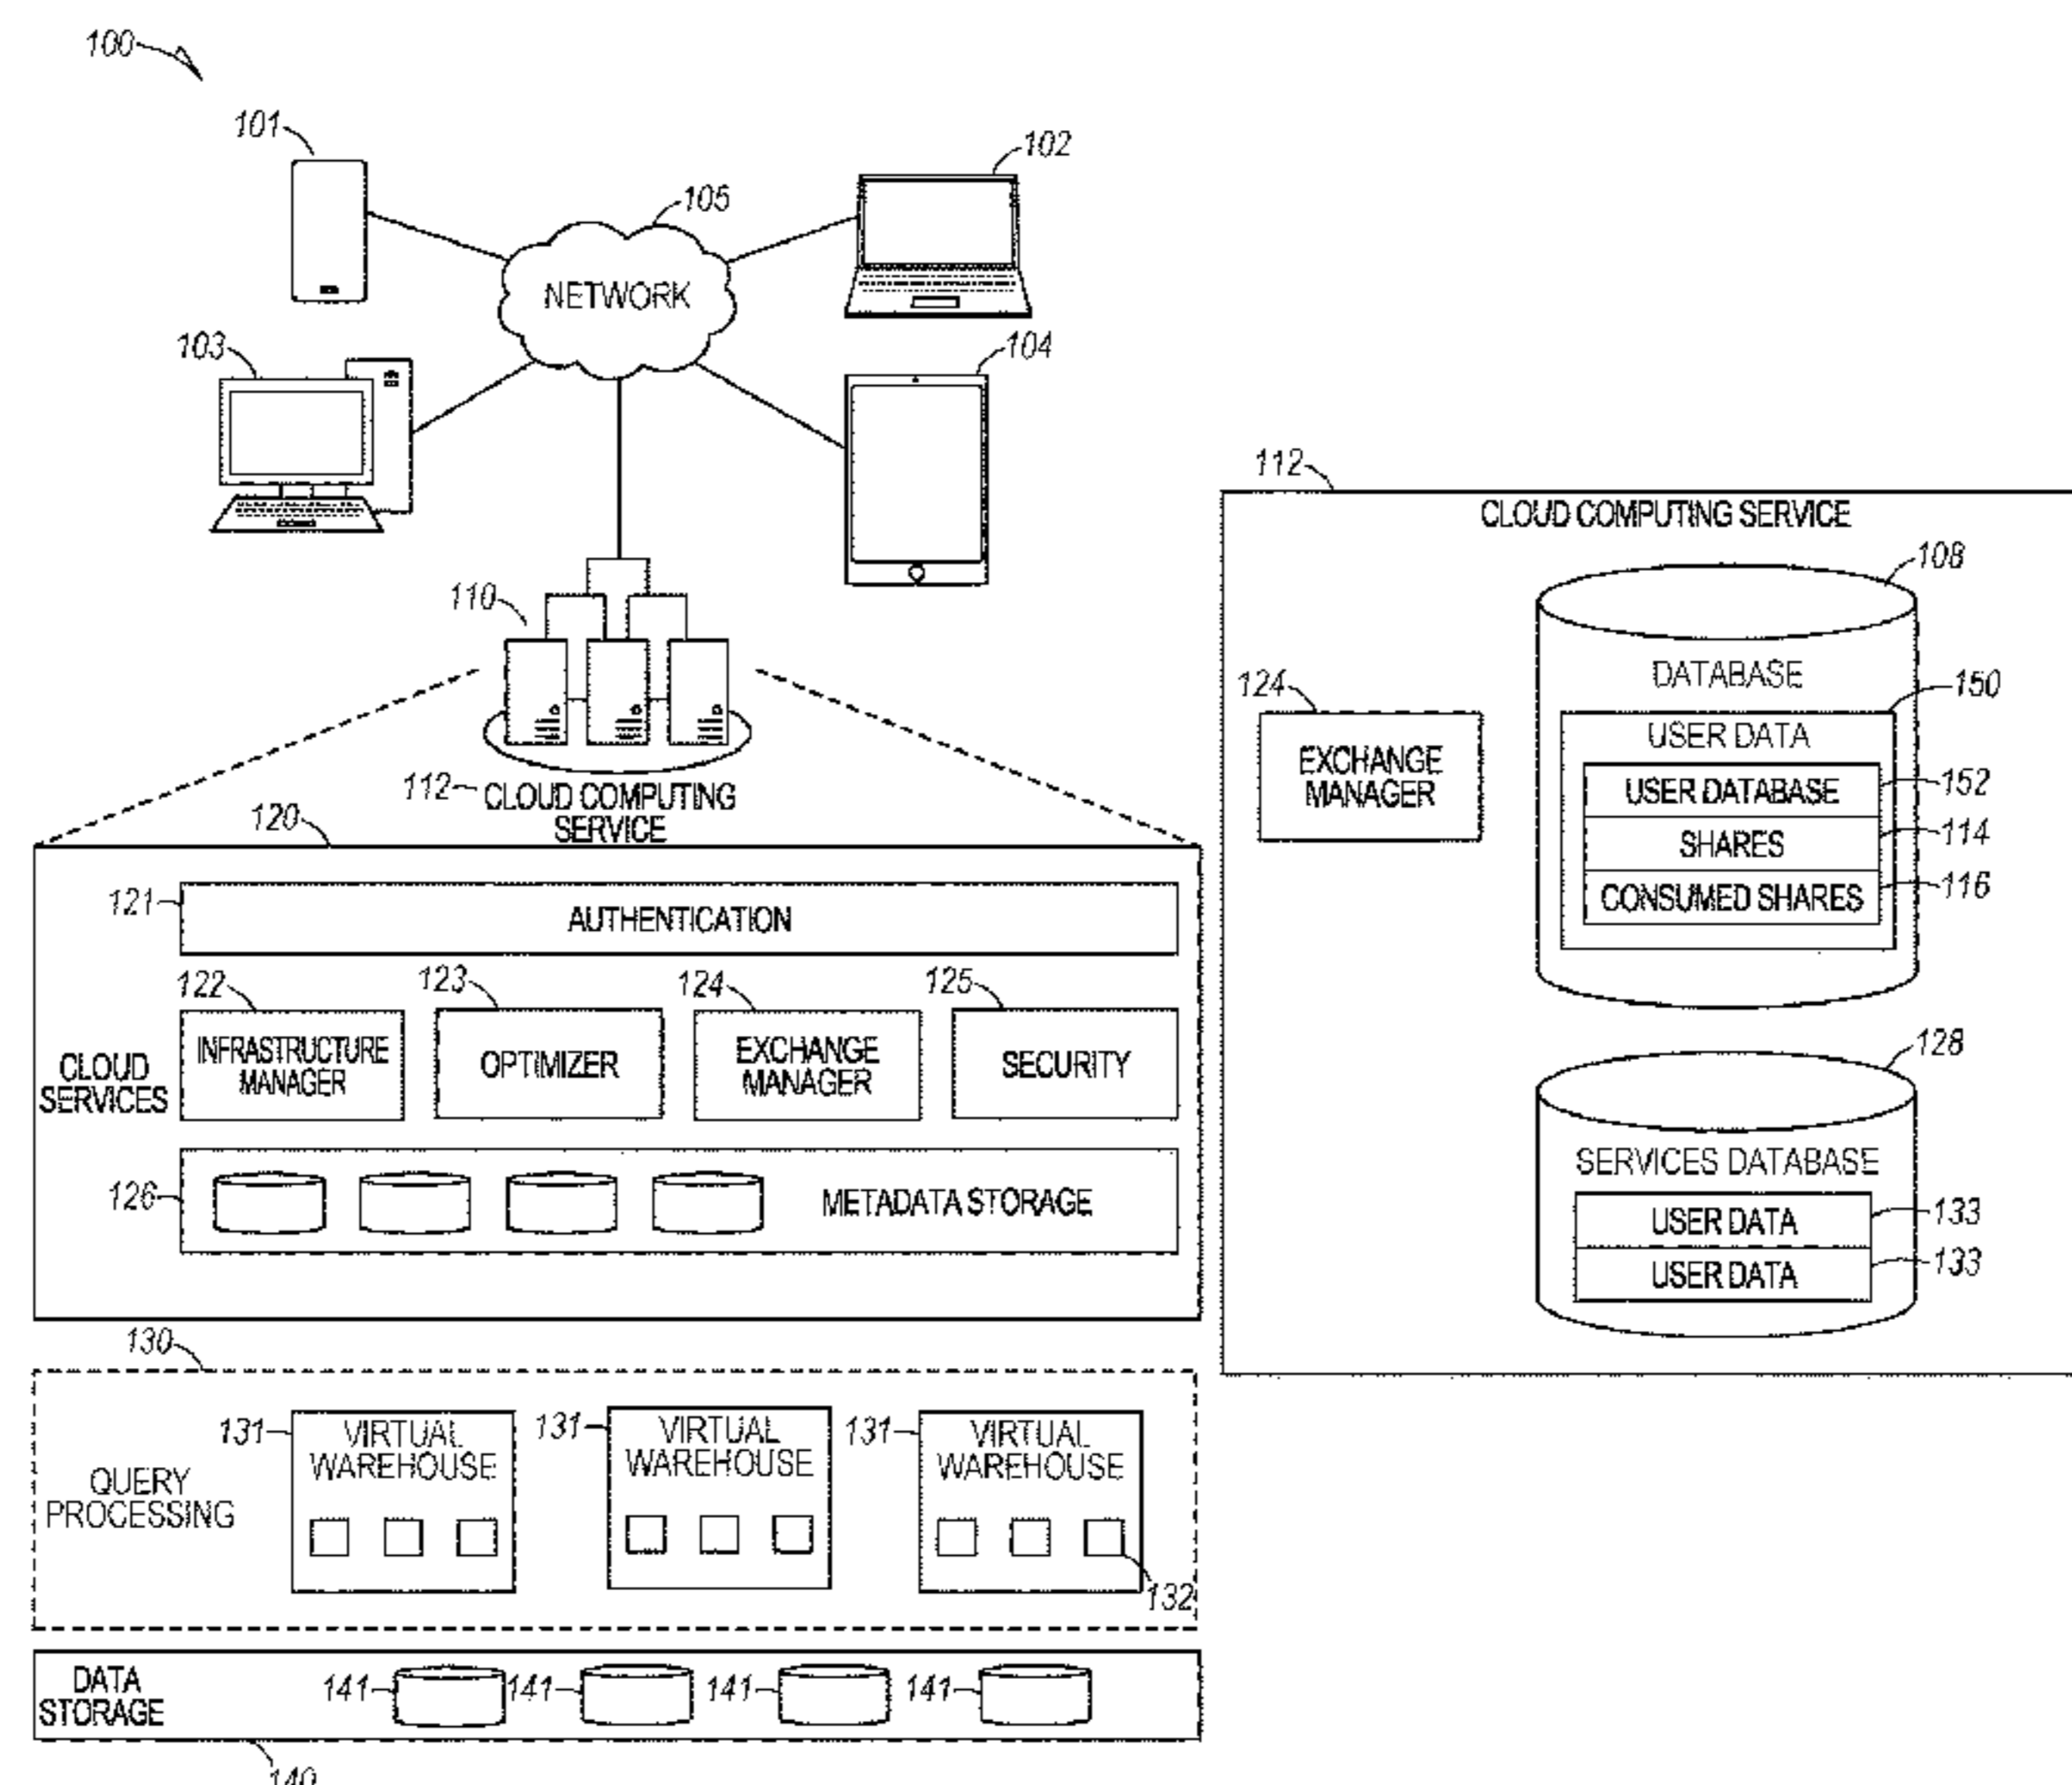 100
101
102
105
NETWORK
103
104
110
112 CLOUD COMPUTING
SERVICE
120
121
AUTHENTICATION
122
123
124
125
CLOUD
SERVICES
INFRASTRUCTURE
MANAGER
OPTIMIZER
EXCHANGE
MANAGER
SECURITY
126
METADATA STORAGE
130
QUERY
PROCESSING
131
VIRTUAL
WAREHOUSE
131
VIRTUAL
WAREHOUSE
131
VIRTUAL
WAREHOUSE
132
DATA
STORAGE
141
141
141
141
140
112
CLOUD COMPUTING SERVICE
108
DATABASE
124
EXCHANGE
MANAGER
150
USER DATA
USER DATABASE
152
SHARES
114
CONSUMED SHARES
116
128
SERVICES DATABASE
USER DATA
133
USER DATA
133